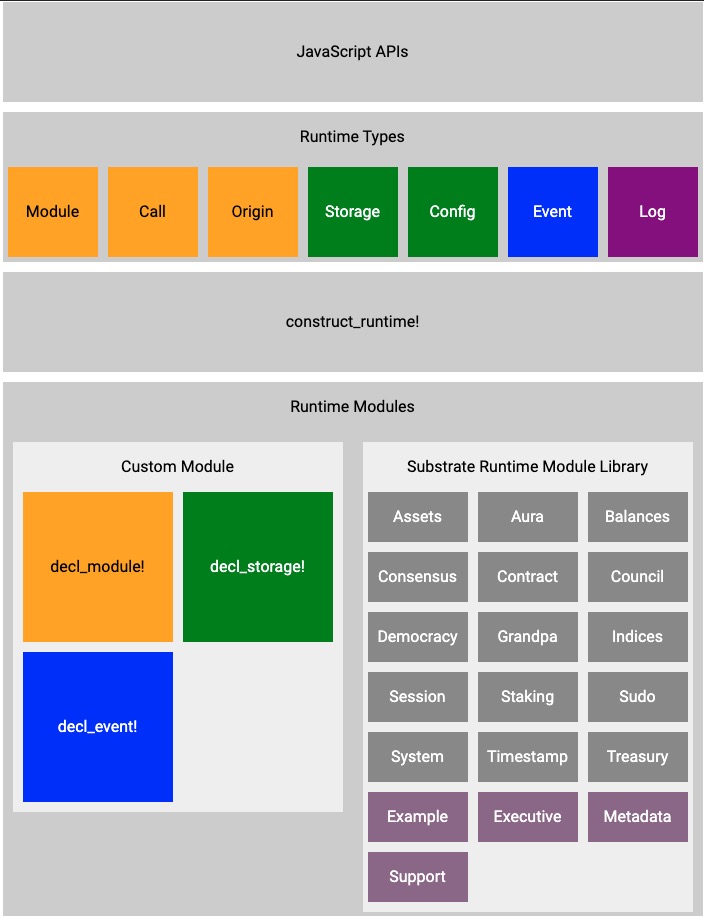 JavaScript APIs
Runtime Types
Module
Call
Origin
Storage
Config
Event
Log
construct_runtime!
Runtime Modules
Custom Module
decl_module!
decl_storage!
decl_event!
Substrate Runtime Module Library
Assets
Aura
Balances
Consensus
Contract
Council
Democracy
Grandpa
Indices
Session
Staking
Sudo
System
Timestamp
Treasury
Example
Executive
Metadata
Support